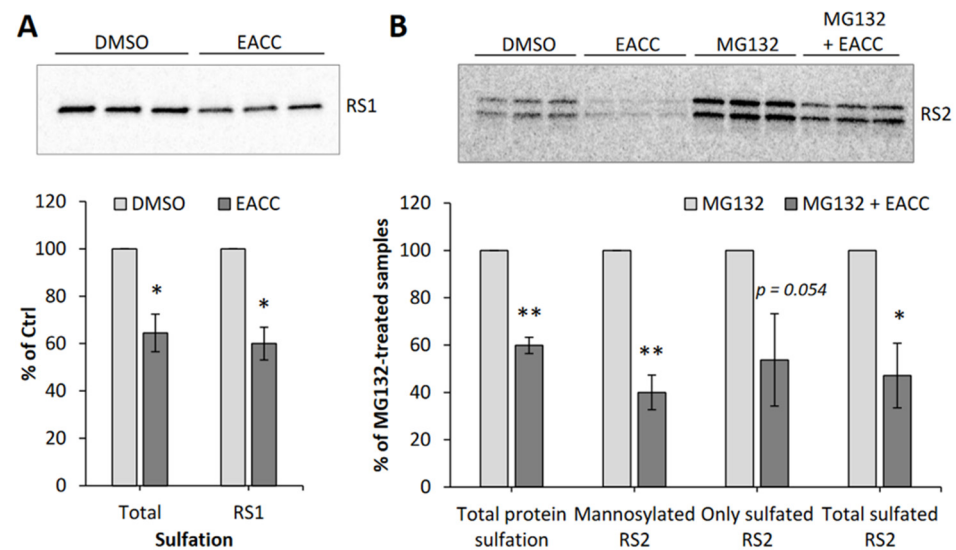 A
DMSO
EACC
RS1
120
100
80
60
40
20
0
% of Ctrl
DMSO
EACC
*
*
Total
RS1
Sulfation
B
DMSO
EACC
MG132
MG132
+ EACC
RS2
120
100
80
60
40
20
0
% of MG132-treated samples
MG132
MG132 + EACC
**
**
p = 0.054
*
Total protein
sulfation
Mannosylated
RS2
Only sulfated
RS2
Total sulfated
RS2